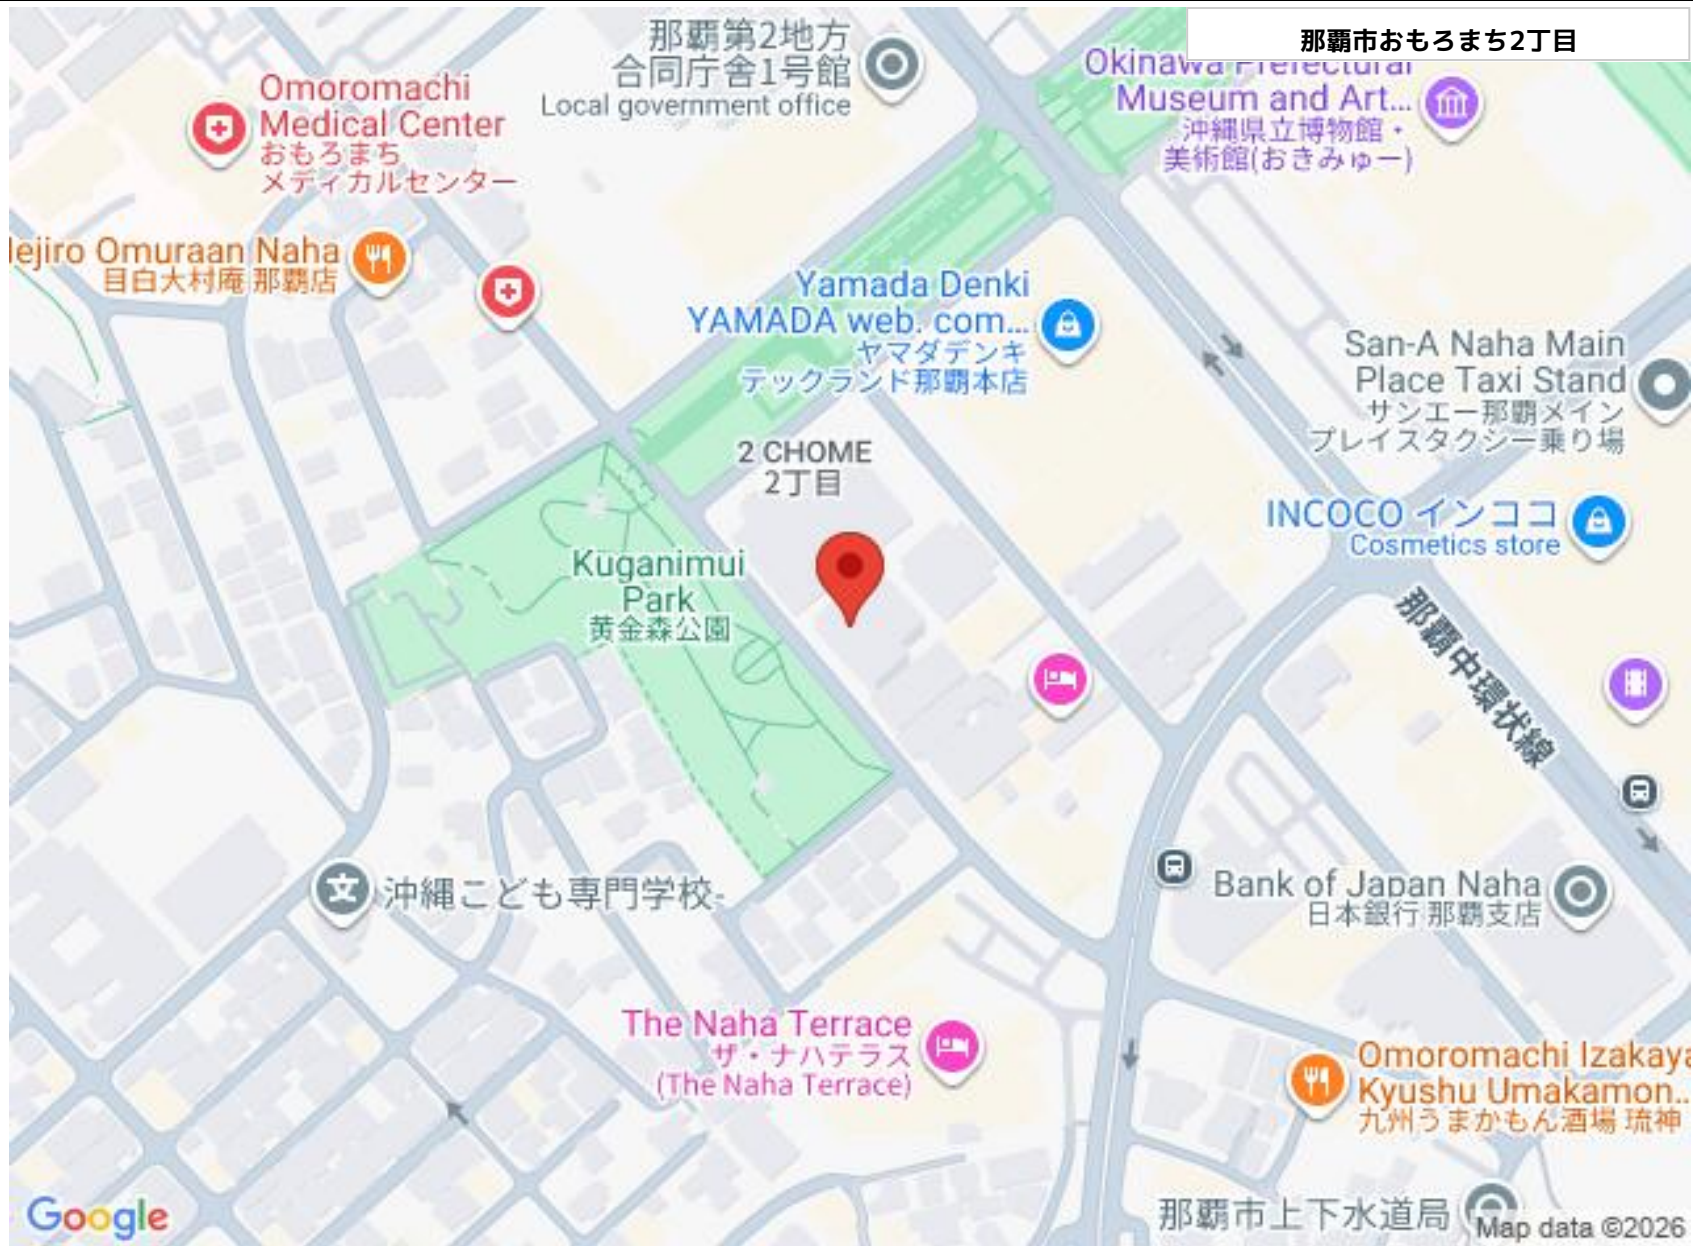 那覇市おもろまち2丁目
那覇第2地方
合同庁舎1号館
Local government office
Okinawa Prefectural
Museum and Art...
沖縄県立博物館・
美術館(おきみゅー)
Omoromachi
Medical Center
おもろまち
メディカルセンター
lejiro Omuraan Naha
目白大村庵 那覇店
Yamada Denki
YAMADA web. com...
ヤマダデンキ
テックランド那覇本店
San-A Naha Main
Place Taxi Stand
サンエー那覇メイン
プレイスタクシー乗り場
2 CHOME
2丁目
INCOCO インココ
Cosmetics store
Kuganimui
Park
黄金森公園
那覇中環状線
沖縄こども専門学校-
Bank of Japan Naha
日本銀行 那覇支店
The Naha Terrace
ザ・ナハテラス
(The Naha Terrace)
Omoromachi Izakaya
Kyushu Umakamon...
九州うまかもん酒場 琉神
那覇市上下水道局
Google
Map data ©2026